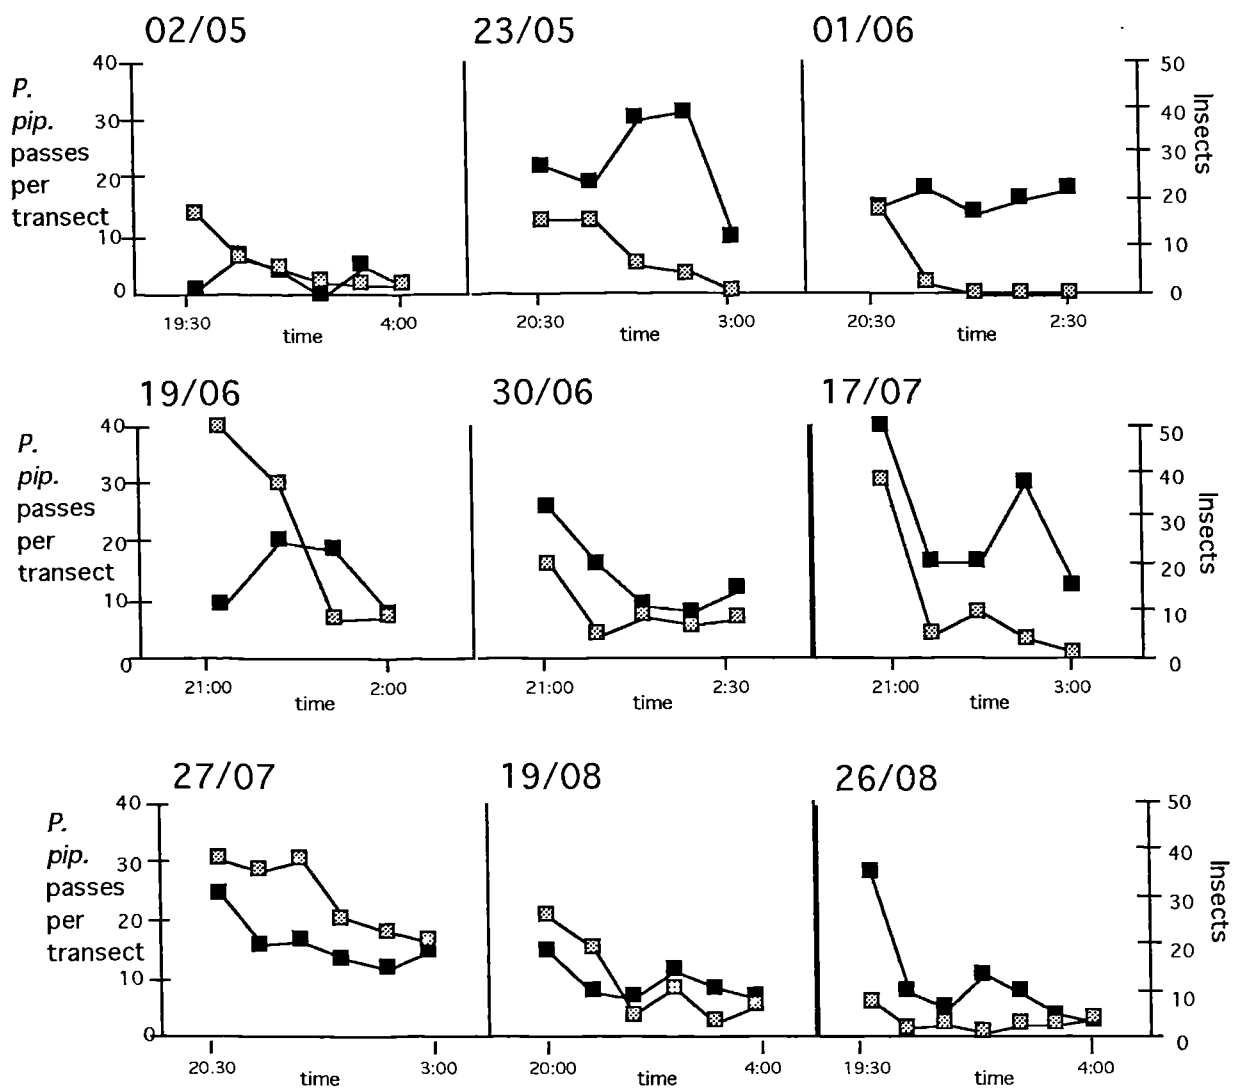 02/05 23/05 01/06
P.
pip.
passes
per
transect
40
30
20
10
0
50
40
30
20
10
0
Insects
19:30 4:00 20:30 3:00 20:30 2:30
time time time
19/06 30/06 17/07
P.
pip.
passes
per
transect
40
30
20
10
0
50
40
30
20
10
0
Insects
21:00 2:00 21:00 2:30 21:00 3:00
time time time
27/07 19/08 26/08
P.
pip.
passes
per
transect
40
30
20
10
0
50
40
30
20
10
0
Insects
20.30 3:00 20:00 4:00 19:30 4:00
time time time